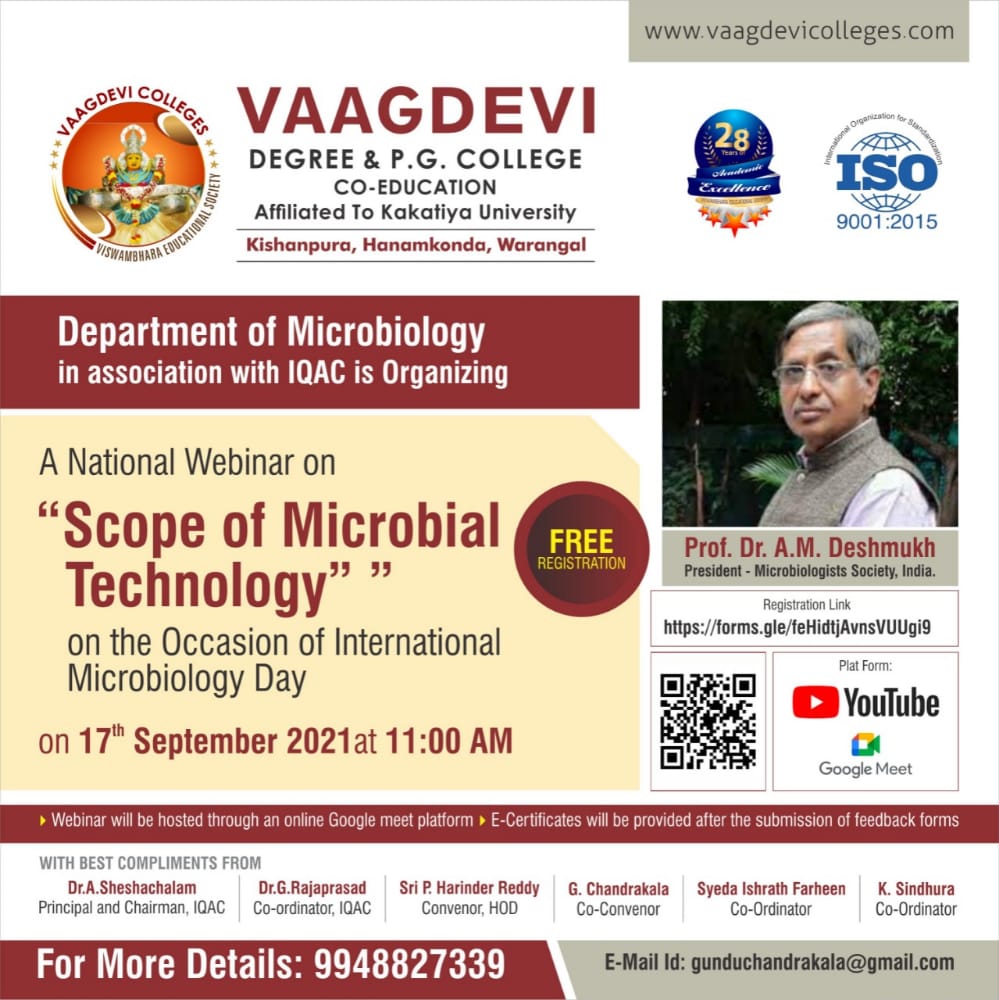 www.vaagdevicolleges.com
VAAGDEVI COLLEGES
VISWAMBHARA EDUCATIONAL SOCIETY
VAAGDEVI
DEGREE & P.G. COLLEGE
CO-EDUCATION
Affiliated To Kakatiya University
Kishanpura, Hanamkonda, Warangal
28
Years of
Academic
Excellence
International Organization for Standardization
ISO
9001:2015
Department of Microbiology
in association with IQAC is Organizing
A National Webinar on
“Scope of Microbial
Technology” ”
on the Occasion of International
Microbiology Day
on 17th September 2021at 11:00 AM
FREE
REGISTRATION
Prof. Dr. A.M. Deshmukh
President - Microbiologists Society, India.
Registration Link
https://forms.gle/feHidtjAvnsVUUgi9
Plat Form:
YouTube
Google Meet
Webinar will be hosted through an online Google meet platform E-Certificates will be provided after the submission of feedback forms
WITH BEST COMPLIMENTS FROM
Dr.A.Sheshachalam
Principal and Chairman, IQAC
Dr.G.Rajaprasad
Co-ordinator, IQAC
Sri P. Harinder Reddy
Convenor, HOD
G. Chandrakala
Co-Convenor
Syeda Ishrath Farheen
Co-Ordinator
K. Sindhura
Co-Ordinator
For More Details: 9948827339
E-Mail Id: gunduchandrakala@gmail.com